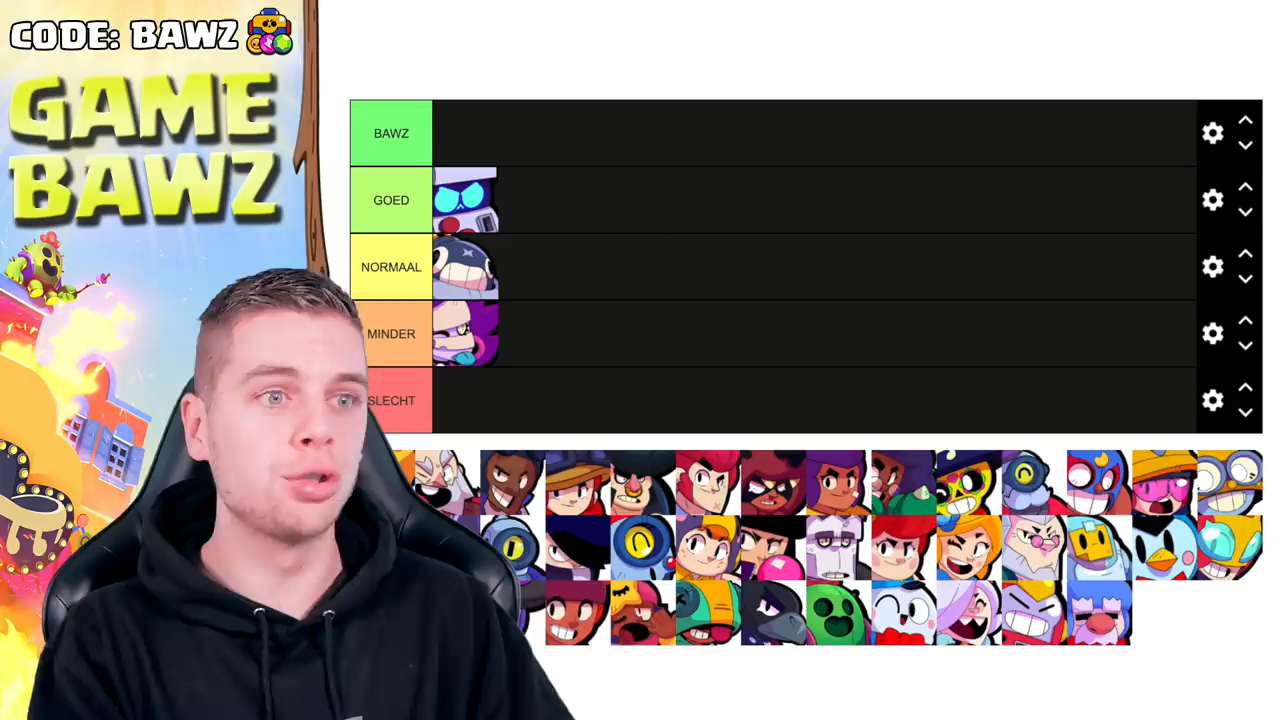 CODE: BAWZ
GAME
BAWZ
BAWZ
GOED
NORMAAL
MINDER
SLECHT